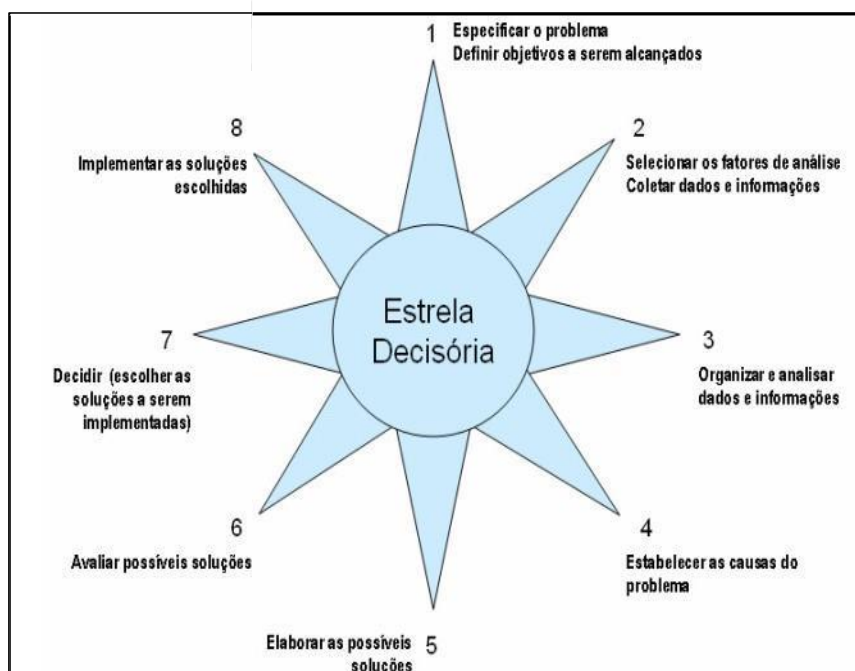 1
Especificar o problema
Definir objetivos a serem alcançados
2
Selecionar os fatores de análise
Coletar dados e informações
3
Organizar e analisar
dados e informações
4
Estabelecer as causas do
problema
5
Elaborar as possíveis
soluções
6
Avaliar possíveis soluções
7
Decidir (escolher as
soluções a serem
implementadas)
8
Implementar as soluções
escolhidas
Estrela
Decisória